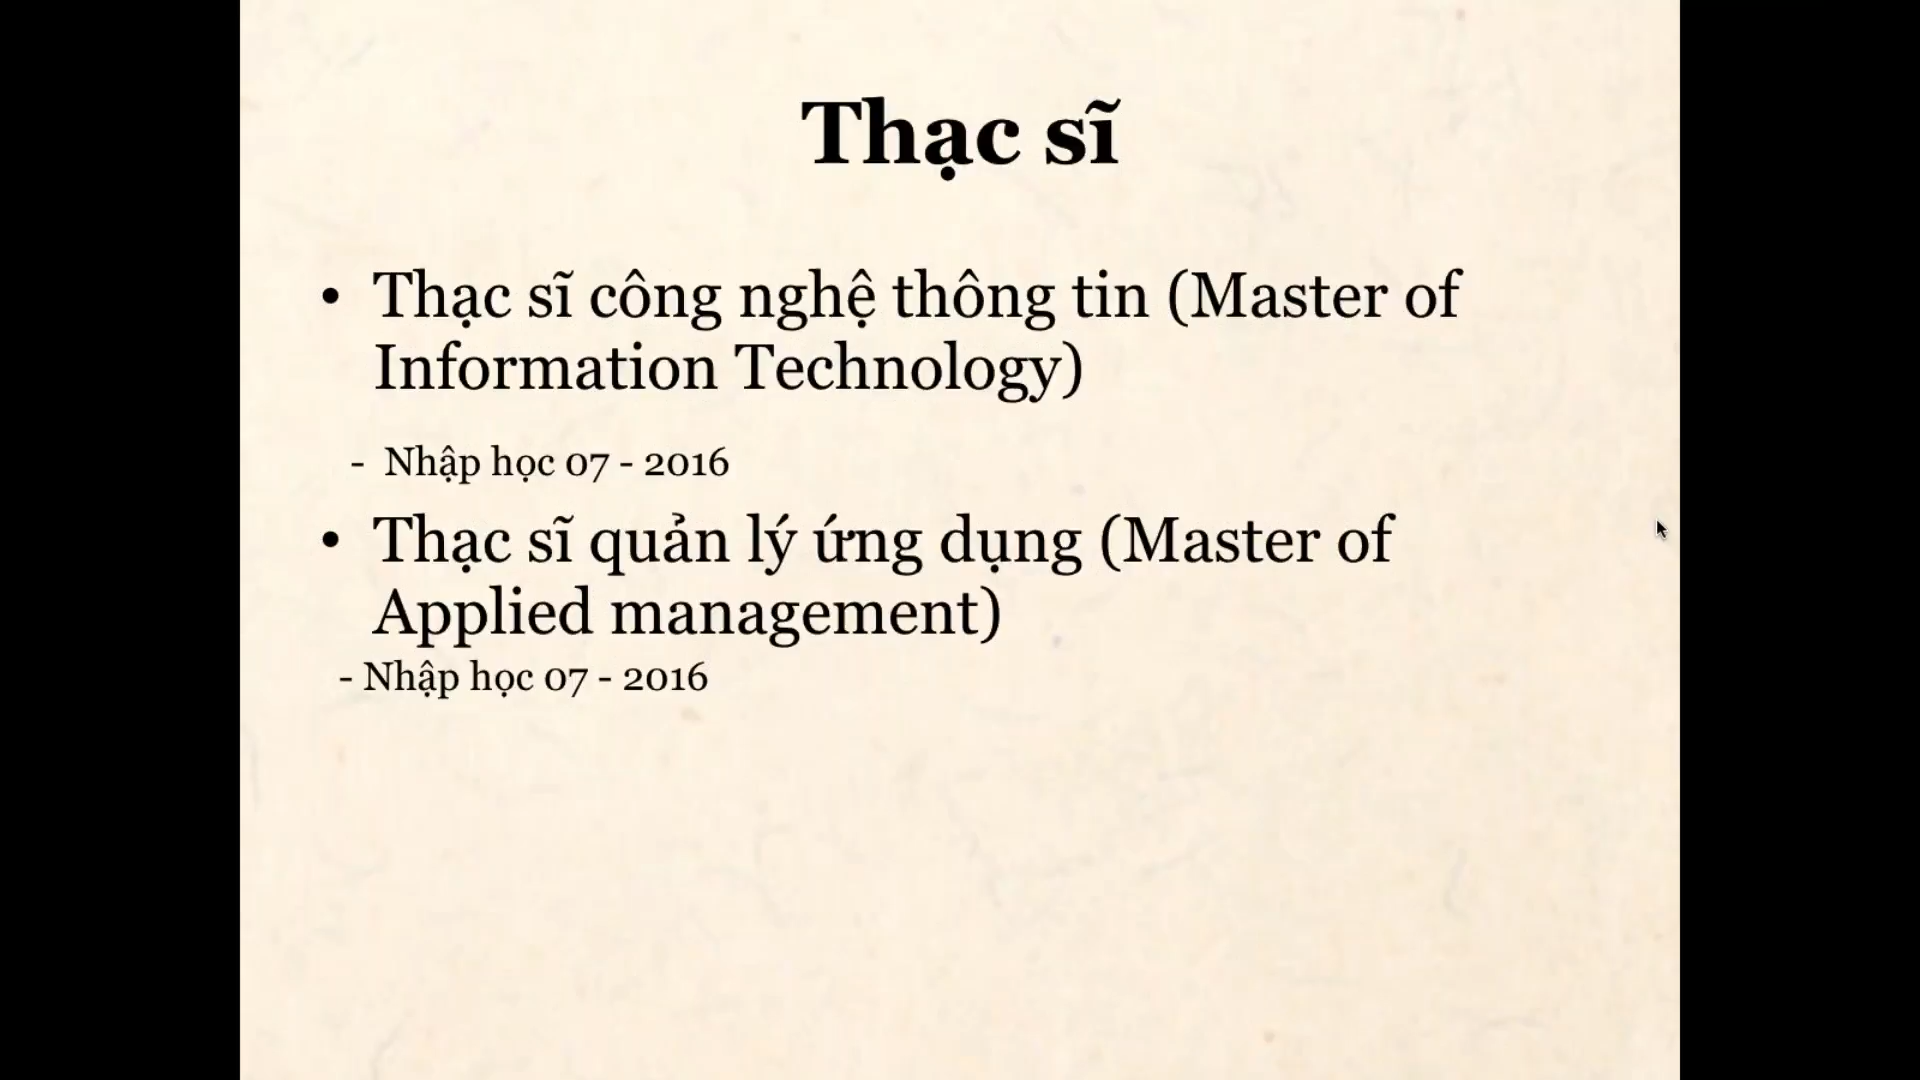 Thạc sĩ
• Thạc sĩ công nghệ thông tin (Master of
Information Technology)
- Nhập học 07 - 2016
• Thạc sĩ quản lý ứng dụng (Master of
Applied management)
- Nhập học 07 - 2016